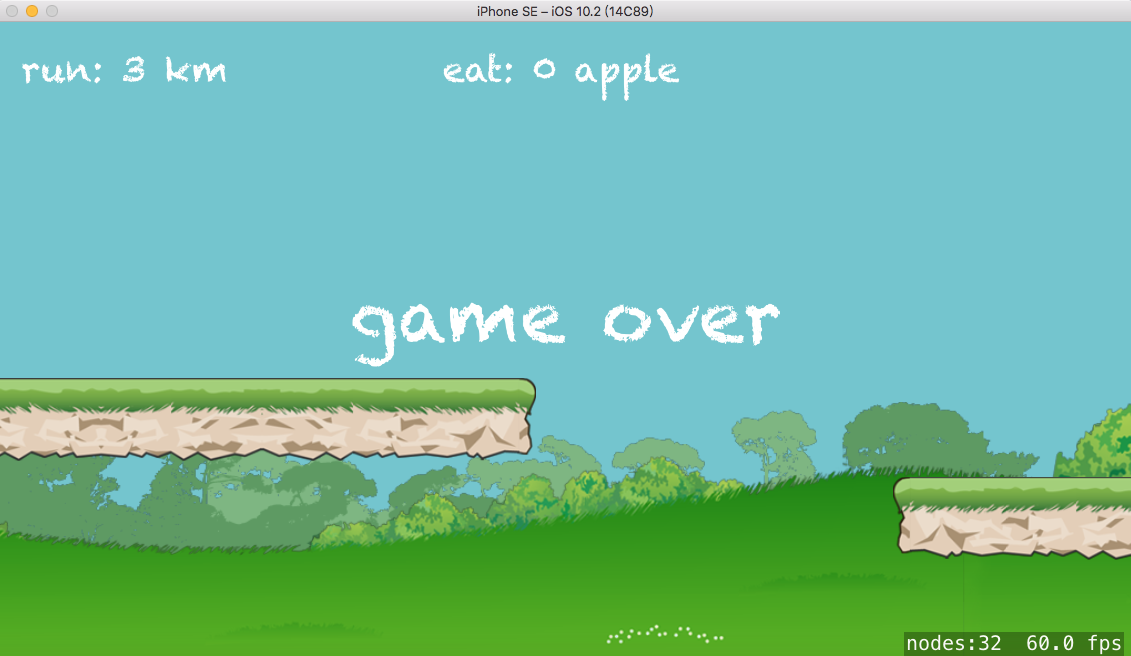 iPhone SE – iOS 10.2 (14C89)
run: 3 km
eat: 0 apple
game over
nodes:32 60.0 fps